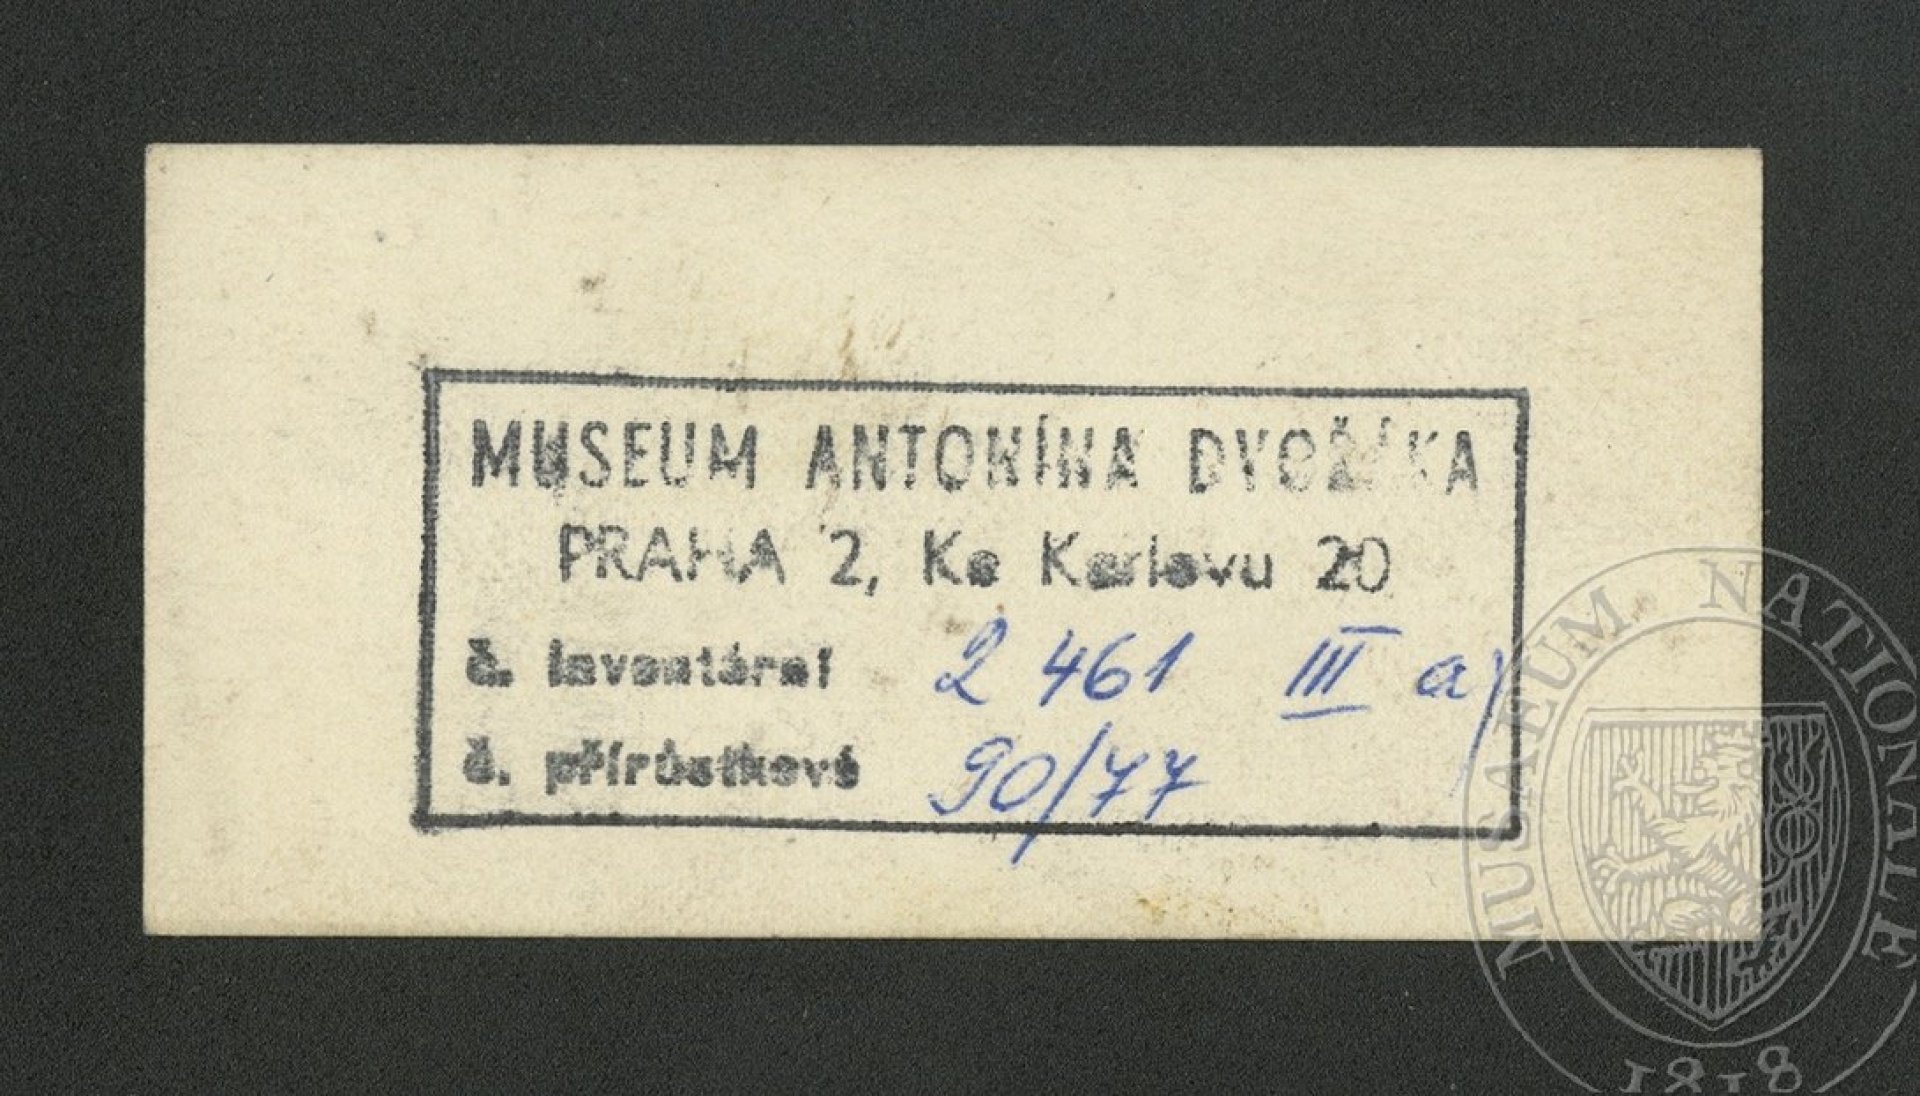 MUSEUM ANTONÍNA DVOŘÁKA
PRAHA 2, Ke Karlovu 20
č. inventární 2 461 III a)
č. přírůstkové 90/77
MUSAEUM NATIONALE
1818